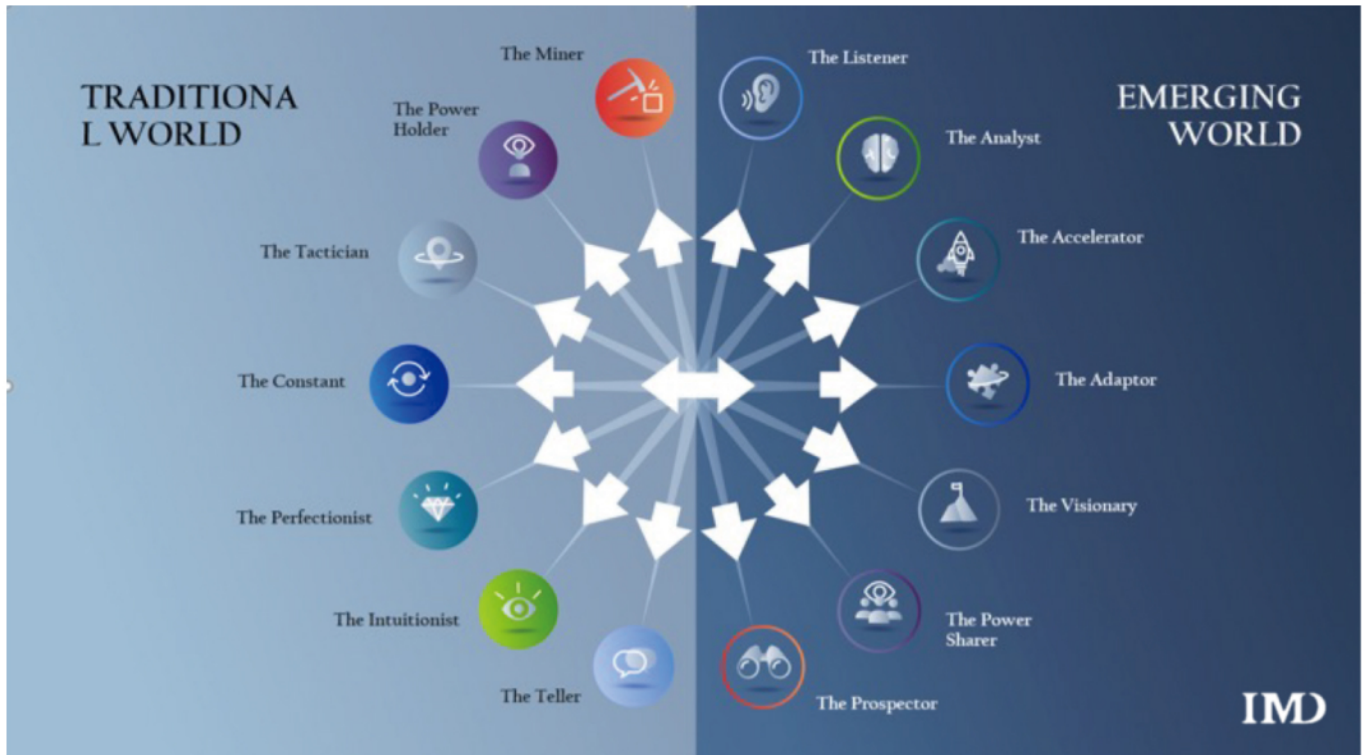 TRADITIONA
L WORLD
The Miner
The Power
Holder
The Tactician
The Constant
The Perfectionist
The Intuitionist
The Teller
EMERGING
WORLD
The Listener
The Analyst
The Accelerator
The Adaptor
The Visionary
The Power
Sharer
The Prospector
IMD